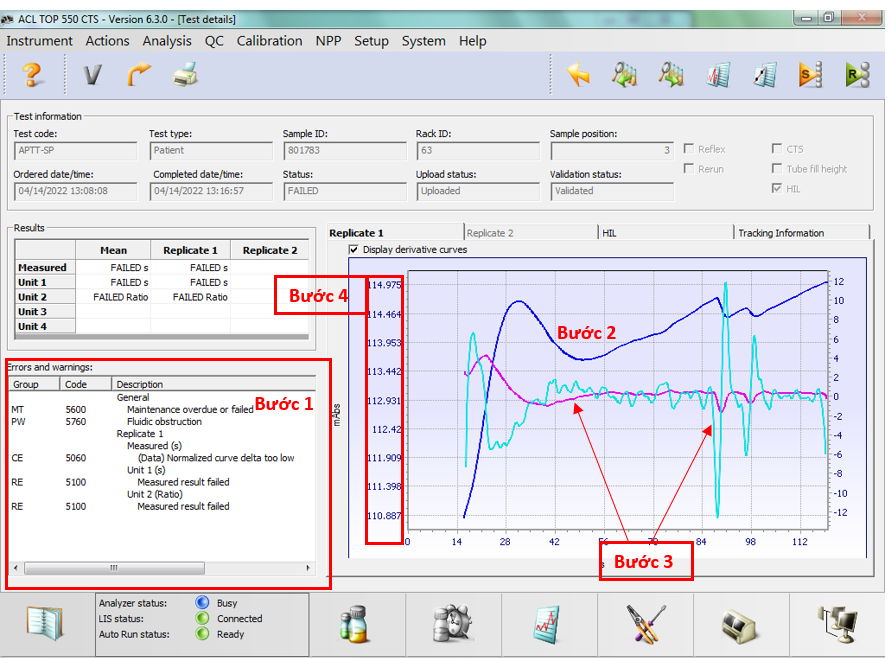 ACL TOP 550 CTS - Version 6.3.0 - [Test details]
Instrument Actions Analysis QC Calibration NPP Setup System Help
Test information
Test code: Test type: Sample ID: Rack ID: Sample position:
APTT-SP Patient 801783 63 3 Reflex CTS
Rerun Tube fill height
Ordered date/time: Completed date/time: Status: Upload status: Validation status:
04/14/2022 13:08:08 04/14/2022 13:16:57 FAILED Uploaded Validated HIL
Results
Mean Replicate 1 Replicate 2
Measured FAILED s FAILED s
Unit 1 FAILED s FAILED s
Unit 2 FAILED Ratio FAILED Ratio
Unit 3
Unit 4
Errors and warnings:
Group Code Description
General
MT 5600 Maintenance overdue or failed
PW 5760 Fluidic obstruction
Replicate 1
Measured (s)
CE 5060 (Data) Normalized curve delta too low
Unit 1 (s)
RE 5100 Measured result failed
Unit 2 (Ratio)
RE 5100 Measured result failed
Bước 1
Replicate 1 Replicate 2 HIL Tracking Information
Display derivative curves
Bước 4
Bước 2
Bước 3
mAbs
114.975
114.464
113.953
113.442
112.931
112.42
111.909
111.398
110.887
12
10
8
6
4
2
0
-2
-4
-6
-8
-10
-12
0 14 28 42 56 70 84 98 112
s
Analyzer status: Busy
LIS status: Connected
Auto Run status: Ready